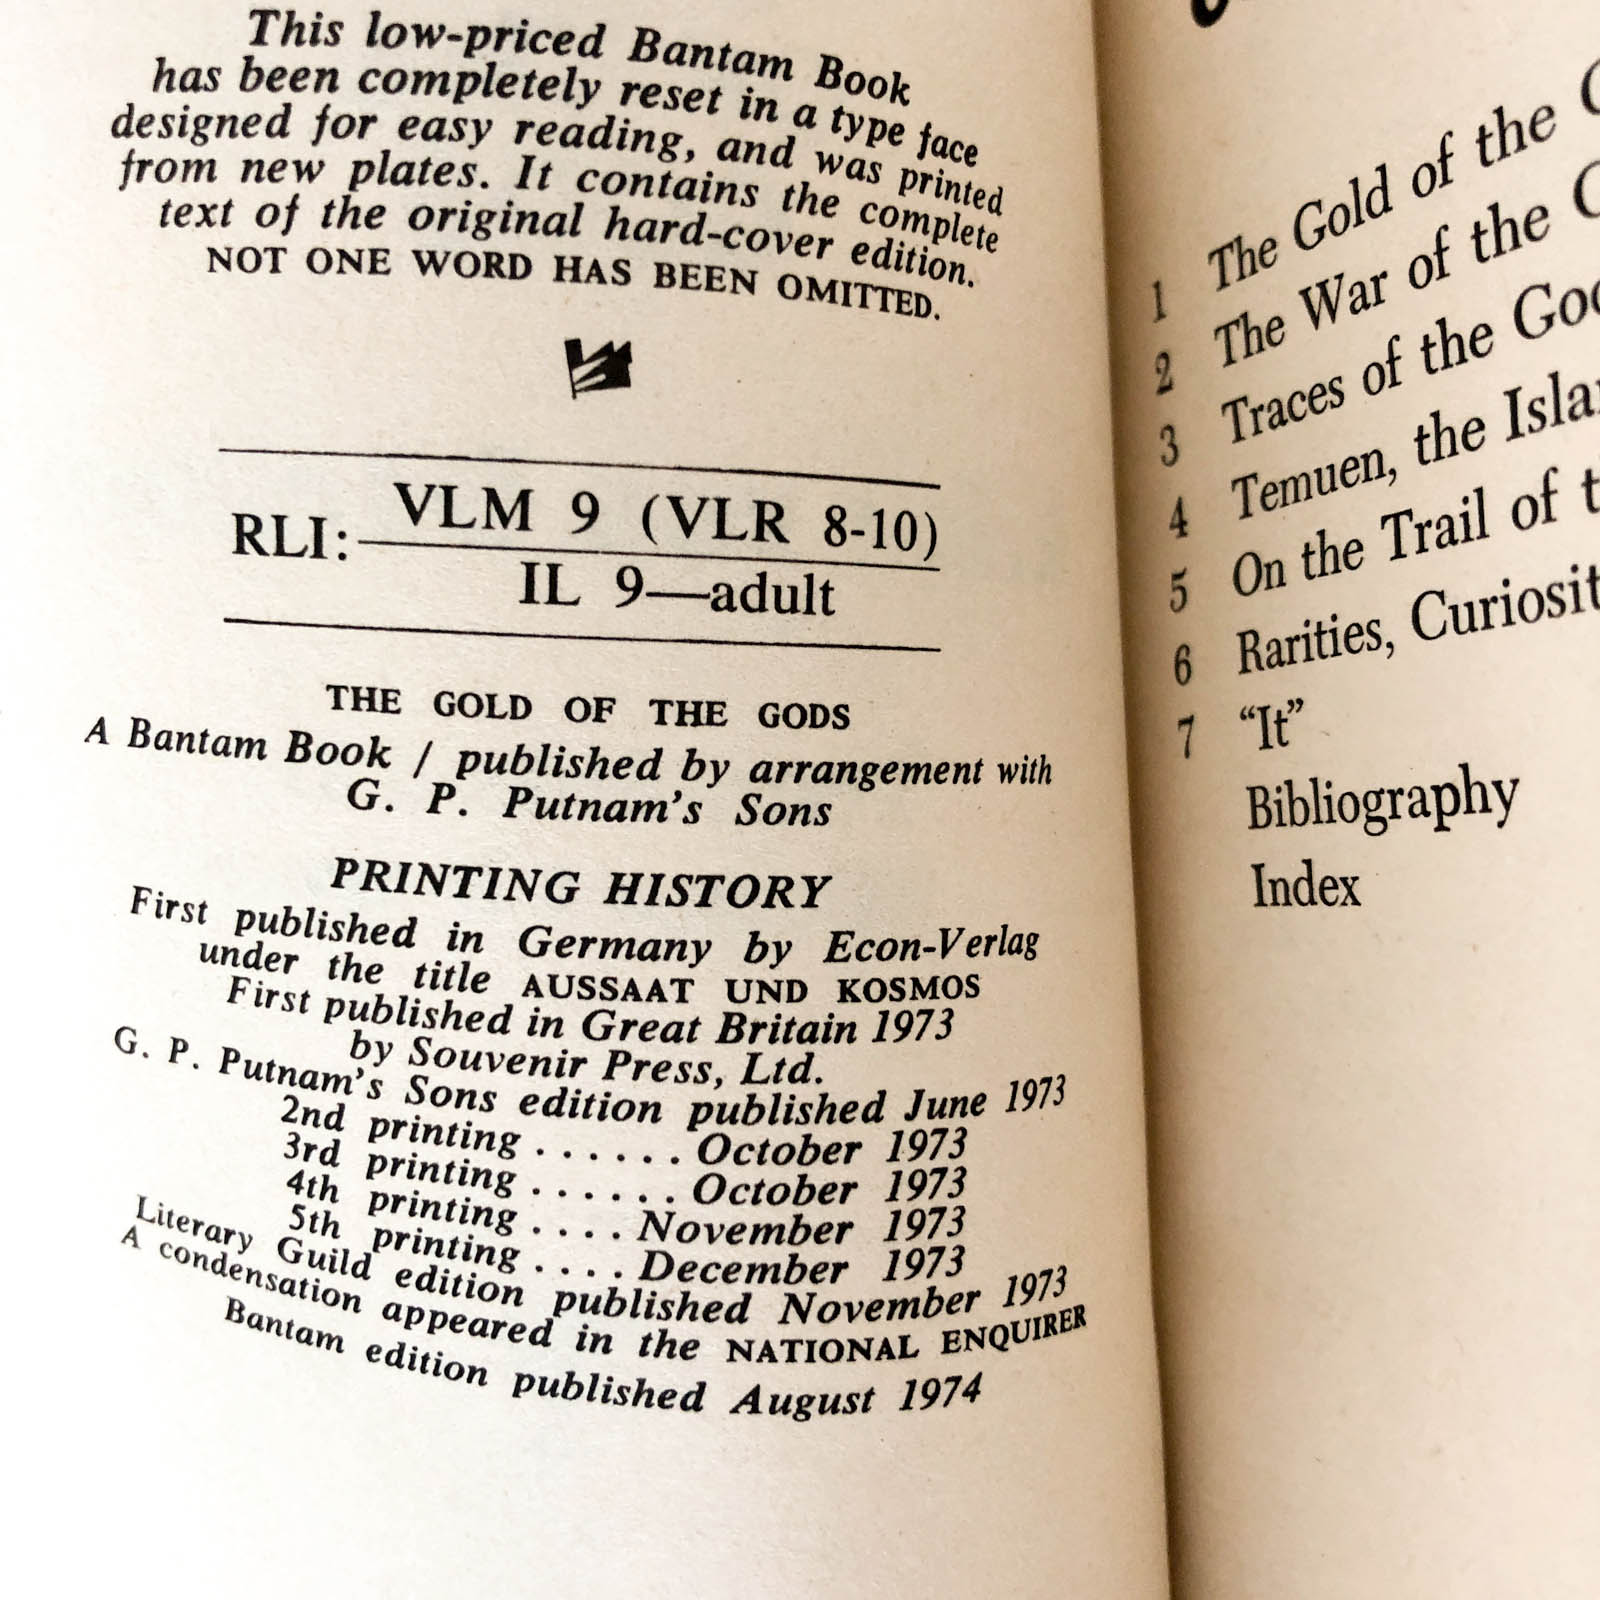 This low-priced Bantam Book
has been completely reset in a type face
designed for easy reading, and was printed
from new plates. It contains the complete
text of the original hard-cover edition.
NOT ONE WORD HAS BEEN OMITTED.
RLI: VLM 9 (VLR 8-10)
IL 9—adult
THE GOLD OF THE GODS
A Bantam Book / published by arrangement with
G. P. Putnam's Sons
PRINTING HISTORY
First published in Germany by Econ-Verlag
under the title AUSSAAT UND KOSMOS
First published in Great Britain 1973
by Souvenir Press, Ltd.
G. P. Putnam's Sons edition published June 1973
2nd printing ...... October 1973
3rd printing ...... October 1973
4th printing .... November 1973
5th printing .... December 1973
Literary Guild edition published November 1973
A condensation appeared in the NATIONAL ENQUIRER
Bantam edition published August 1974
1 The Gold of the
2 The War of the
3 Traces of the
4 Temuen, the
5 On the Trail of
6 Rarities,
7 “It”
Bibliography
Index